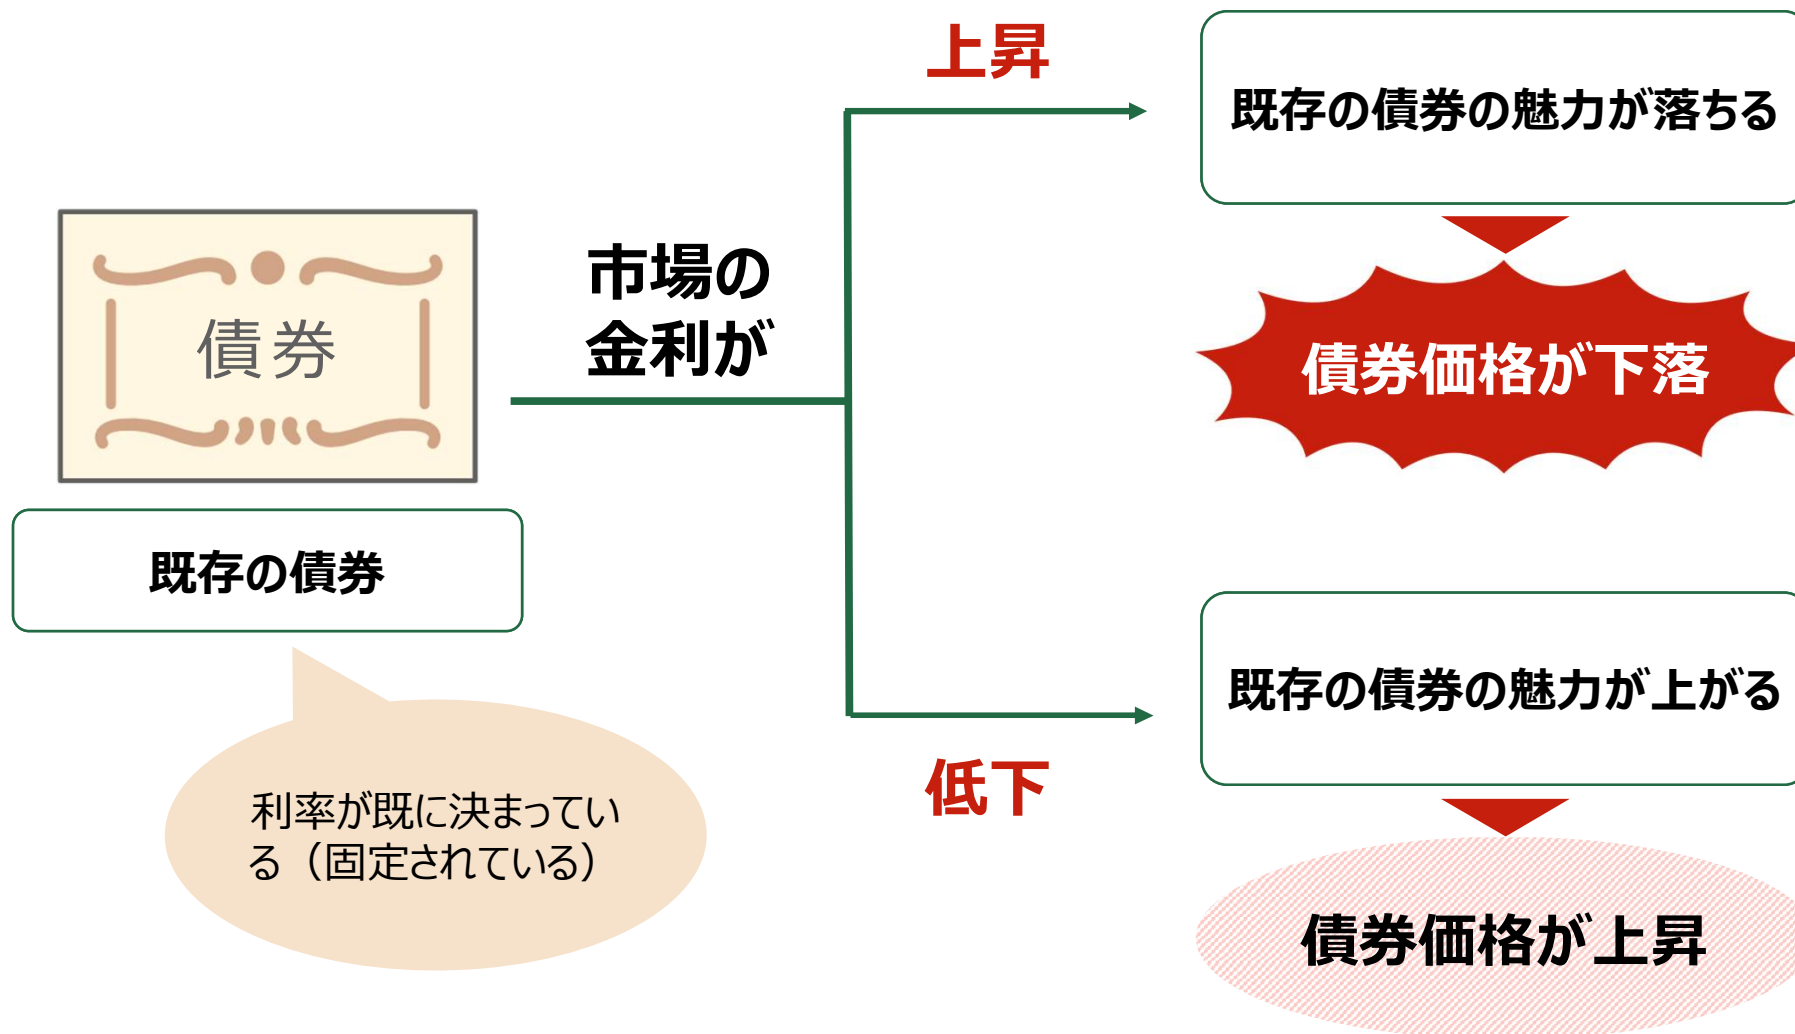 上昇
既存の債券の魅力が落ちる
市場の
金利が
債券
債券価格が下落
既存の債券
既存の債券の魅力が上がる
低下
利率が既に決まってい
る（固定されている）
債券価格が上昇